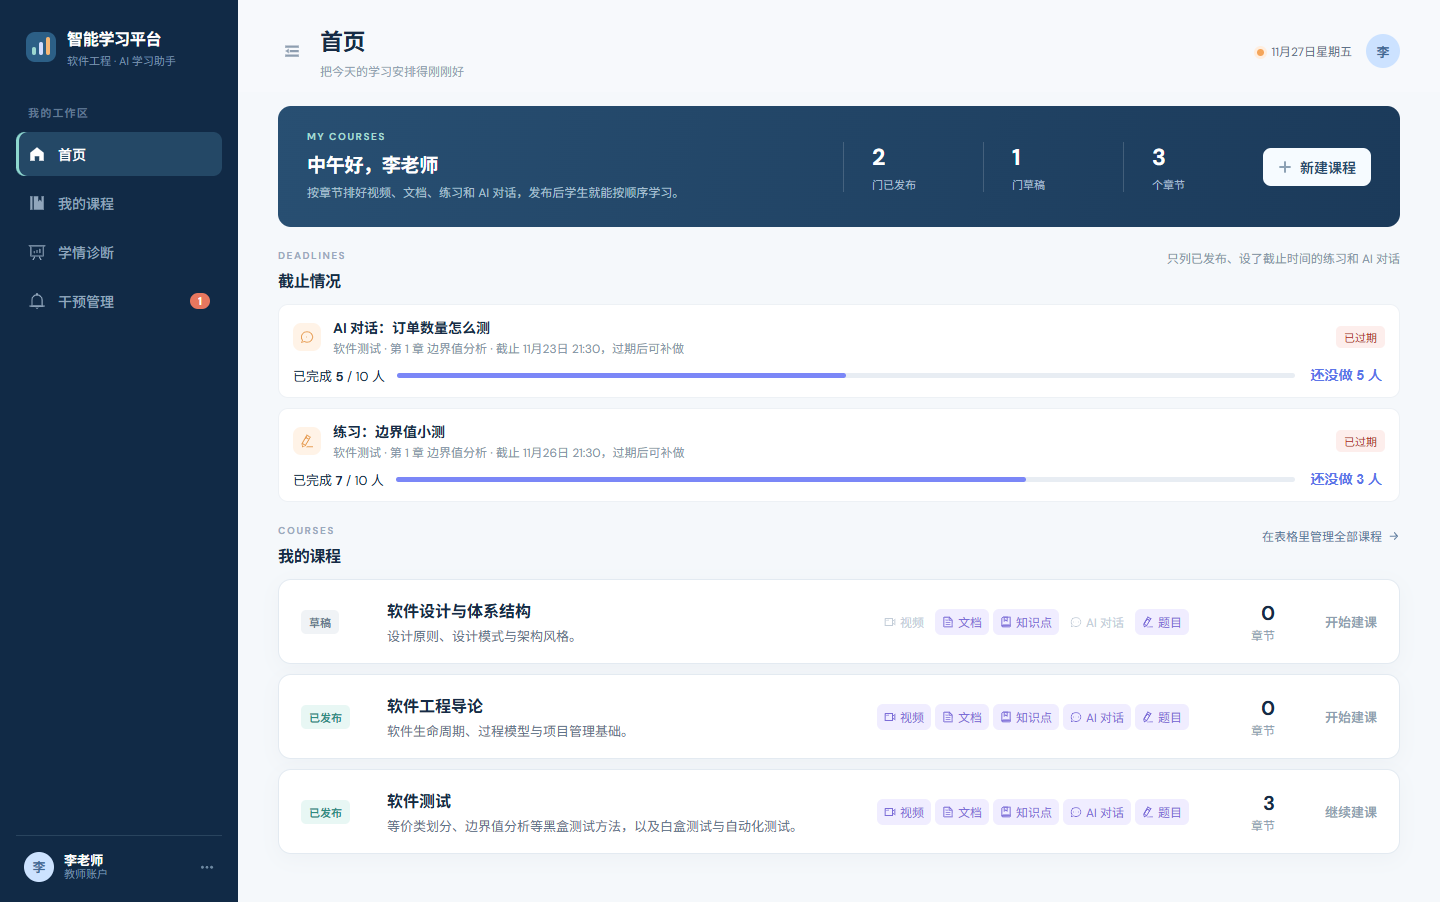 智能学习平台
软件工程 · AI 学习助手
我的工作区
首页
我的课程
学情诊断
干预管理
1
李
李老师
教师账户
首页
把今天的学习安排得刚刚好
11月27日星期五
李
MY COURSES
中午好，李老师
按章节排好视频、文档、练习和 AI 对话，发布后学生就能按顺序学习。
2
门已发布
1
门草稿
3
个章节
新建课程
DEADLINES
截止情况
只列已发布、设了截止时间的练习和 AI 对话
AI 对话：订单数量怎么测
软件测试 · 第 1 章 边界值分析 · 截止 11月23日 21:30，过期后可补做
已过期
已完成 5 / 10 人
还没做 5 人
练习：边界值小测
软件测试 · 第 1 章 边界值分析 · 截止 11月26日 21:30，过期后可补做
已过期
已完成 7 / 10 人
还没做 3 人
COURSES
我的课程
在表格里管理全部课程 →
草稿
软件设计与体系结构
设计原则、设计模式与架构风格。
视频 文档 知识点 AI 对话 题目
0
章节
开始建课
已发布
软件工程导论
软件生命周期、过程模型与项目管理基础。
视频 文档 知识点 AI 对话 题目
0
章节
开始建课
已发布
软件测试
等价类划分、边界值分析等黑盒测试方法，以及白盒测试与自动化测试。
视频 文档 知识点 AI 对话 题目
3
章节
继续建课